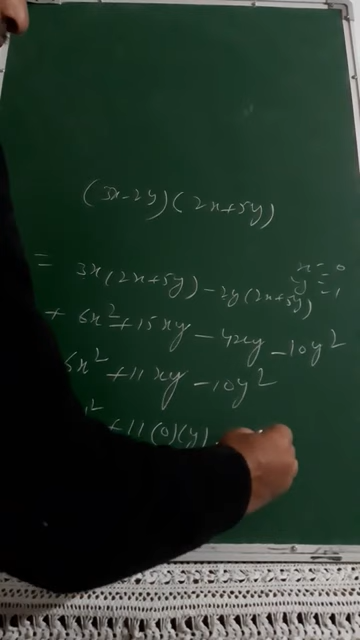 (3x-2y)(2x+5y)
= 3x(2x+5y)-2y(2x+5y)
x=0
y=-1
+ 6x²+15xy-4xy-10y²
6x²+11xy-10y²
²+11(0)(y)